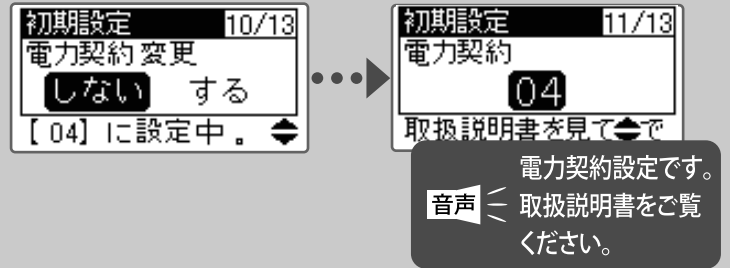 初期設定 10/13
電力契約 変更
しない する
【 04】に設定中 。
初期設定 11/13
電力契約
04
取扱説明書を見て◆で
音声
電力契約設定です。
取扱説明書をご覧
ください。